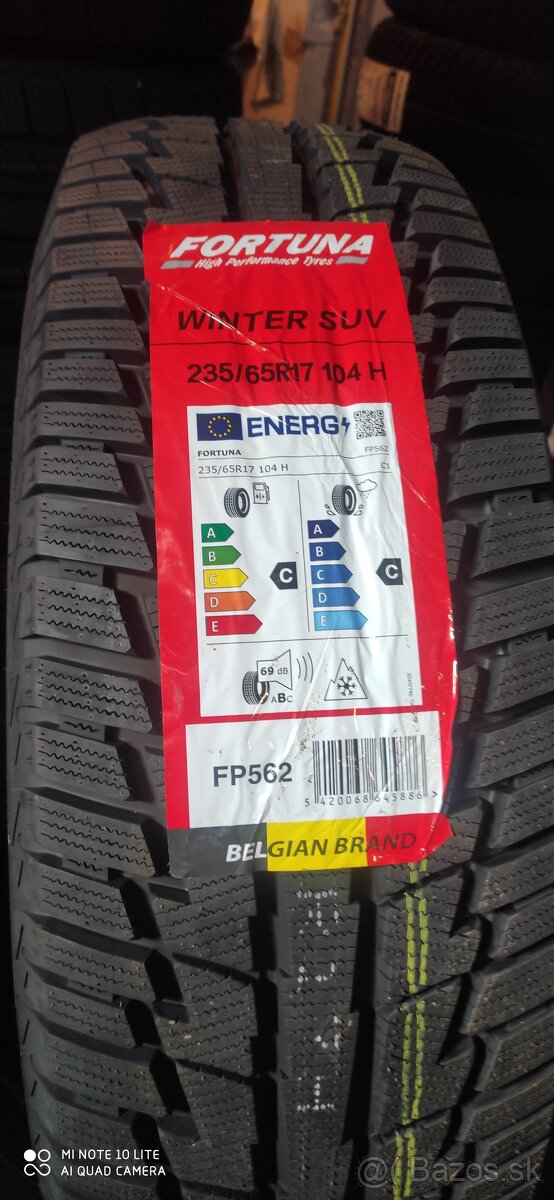 FORTUNA
High Performance Tyres
WINTER SUV
235/65R17 104 H
ENERG
FORTUNA FP562
235/65R17 104 H C1
A
B
C
D
E
C
A
B
C
D
E
C
69 dB
ABC
FP562
5 420068 645886 >
BELGIAN BRAND
MI NOTE 10 LITE
AI QUAD CAMERA
@Bazos.sk